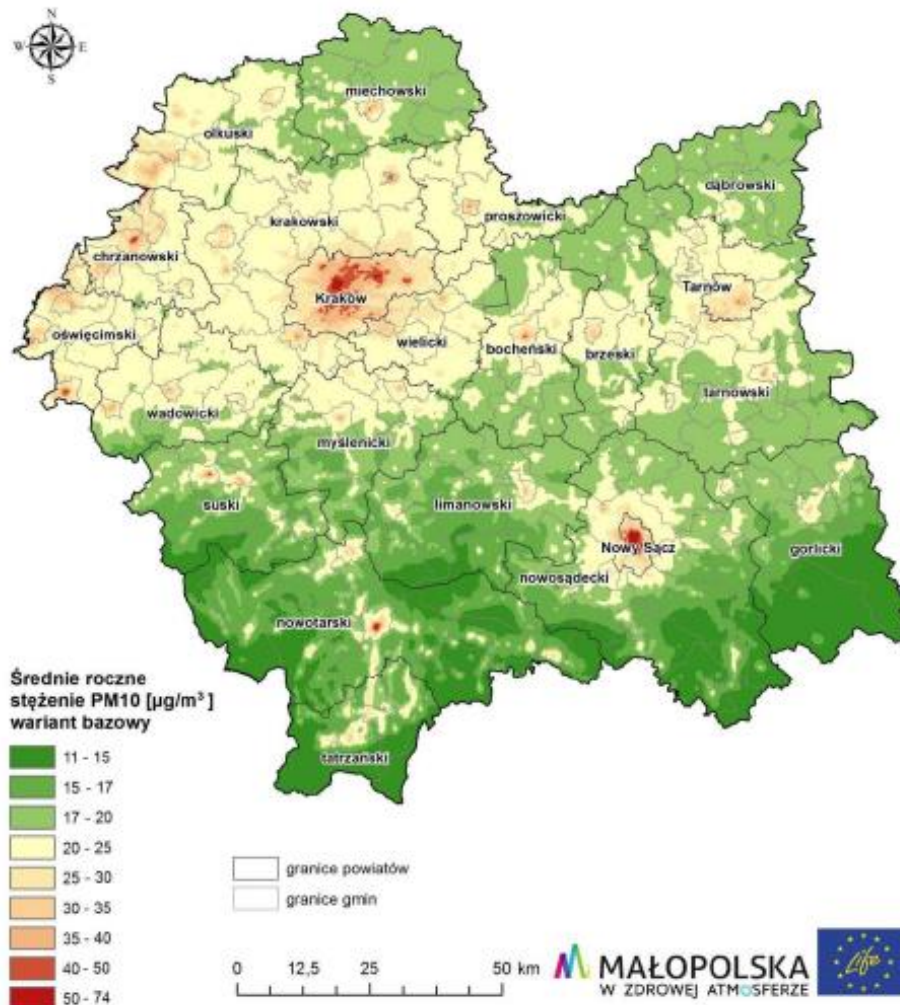 N
W E
S
miechowski
olkuski
dąbrowski
krakowski
proszowicki
chrzanowski
Tarnów
Kraków
oświęcimski
wielicki
bocheński
brzeski
wadowicki
tarnowski
myślenicki
suski
limanowski
Nowy Sącz
gorlicki
nowosądecki
nowotarski
tatrzański
Średnie roczne
stężenie PM10 [µg/m³]
wariant bazowy
11 - 15
15 - 17
17 - 20
20 - 25
25 - 30
30 - 35
35 - 40
40 - 50
50 - 74
granice powiatów
granice gmin
0 12,5 25 50 km
MAŁOPOLSKA
W ZDROWEJ ATMOSFERZE
Life